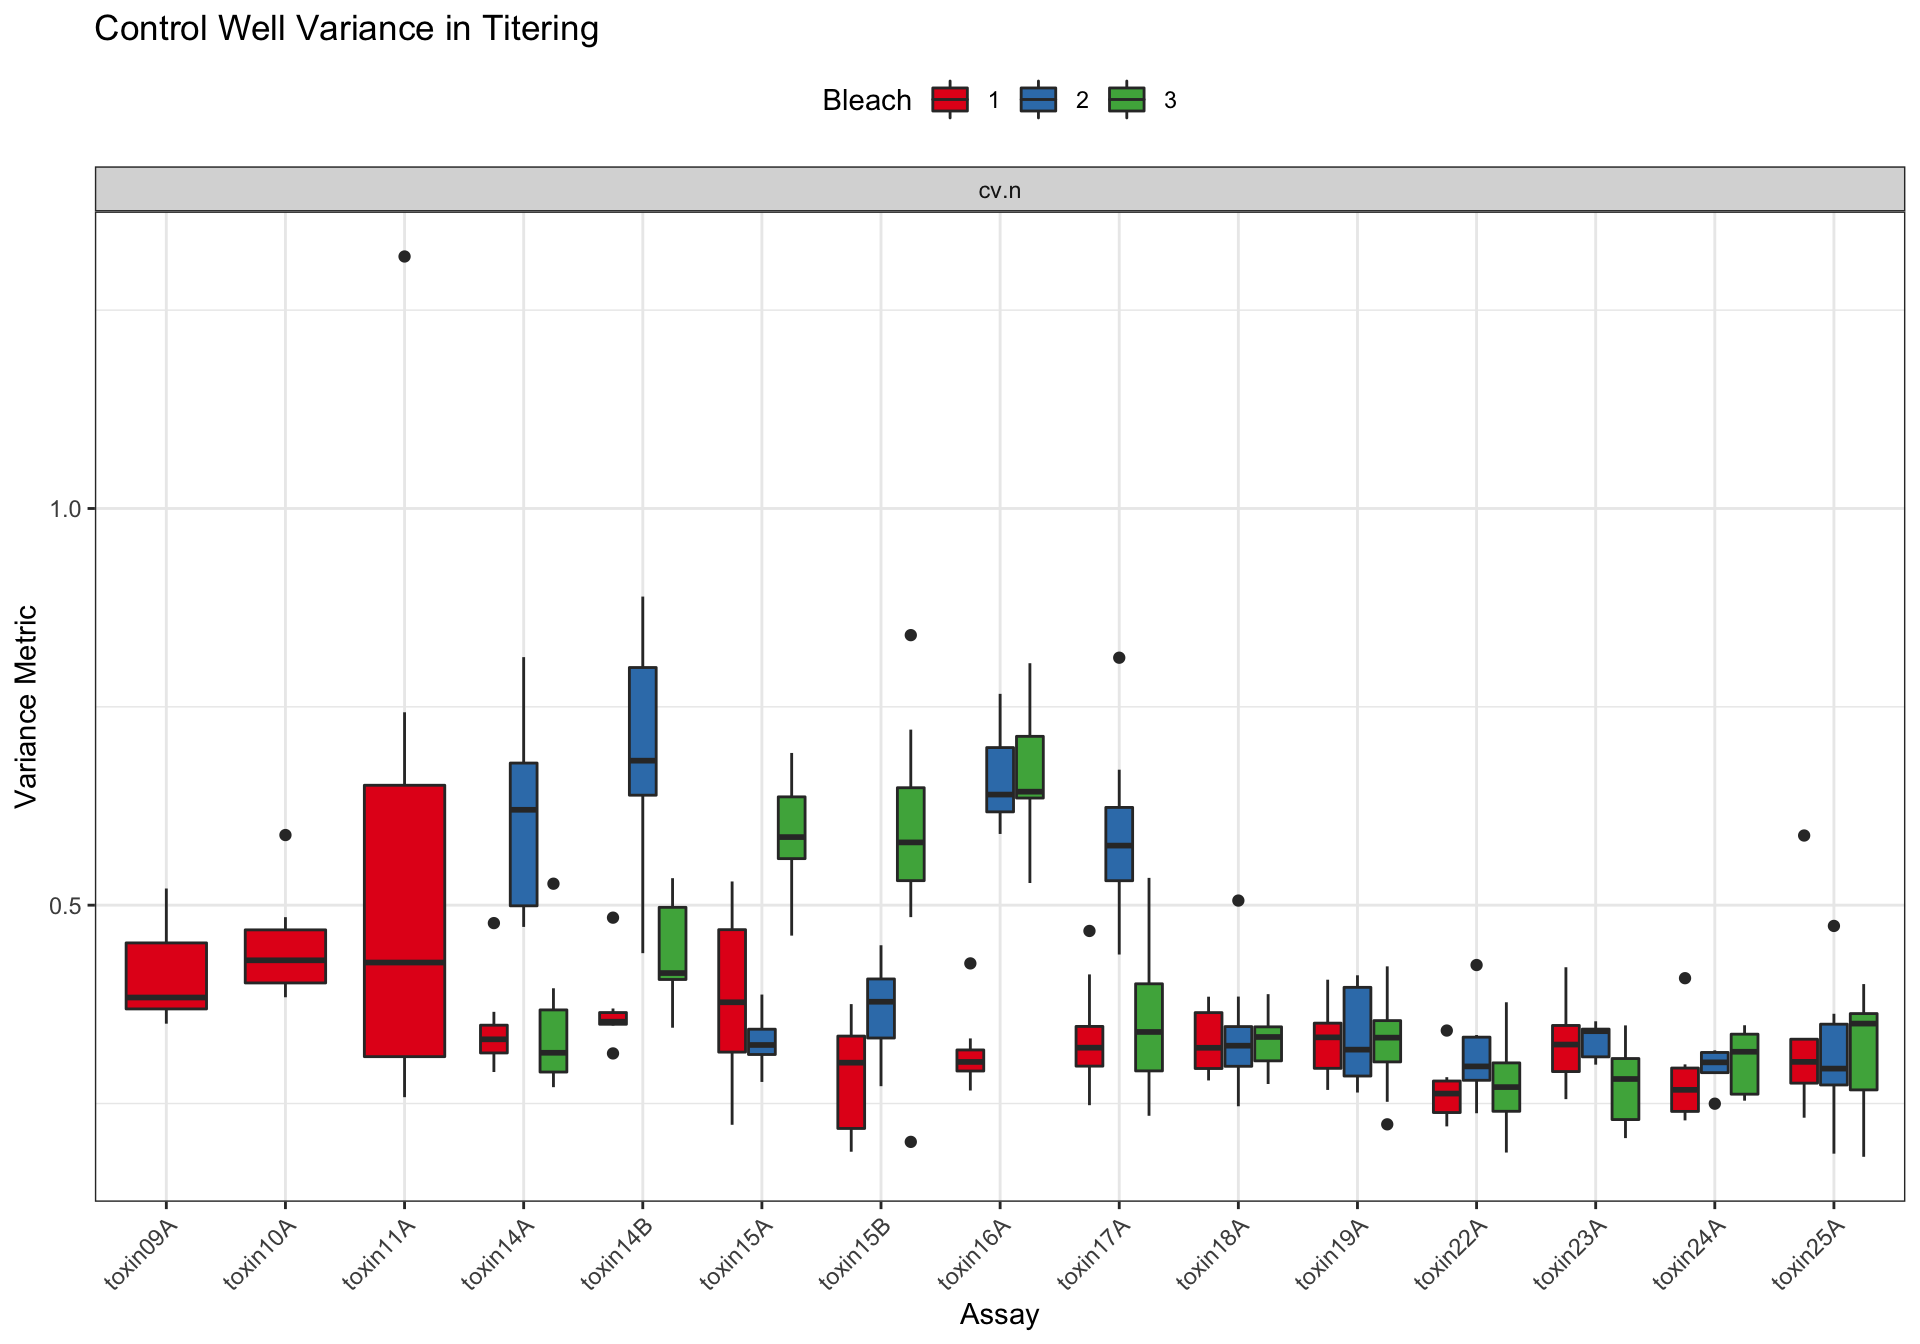 Control Well Variance in Titering
Bleach 1 2 3
cv.n
1.0
0.5
Variance Metric
toxin09A toxin10A toxin11A toxin14A toxin14B toxin15A toxin15B toxin16A toxin17A toxin18A toxin19A toxin22A toxin23A toxin24A toxin25A
Assay